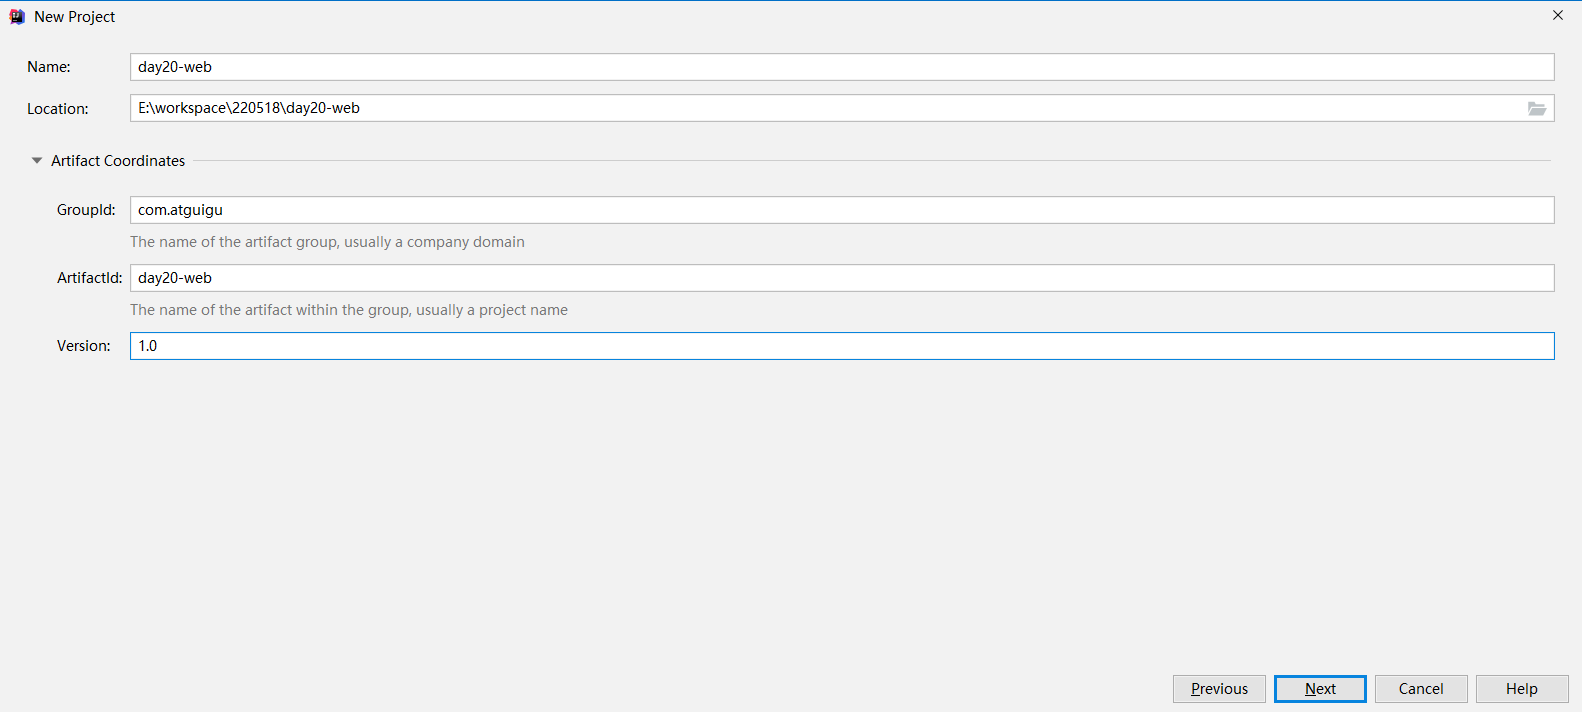 New Project
Name: day20-web
Location: E:\workspace\220518\day20-web
Artifact Coordinates
GroupId: com.atguigu
The name of the artifact group, usually a company domain
ArtifactId: day20-web
The name of the artifact within the group, usually a project name
Version: 1.0
Previous Next Cancel Help